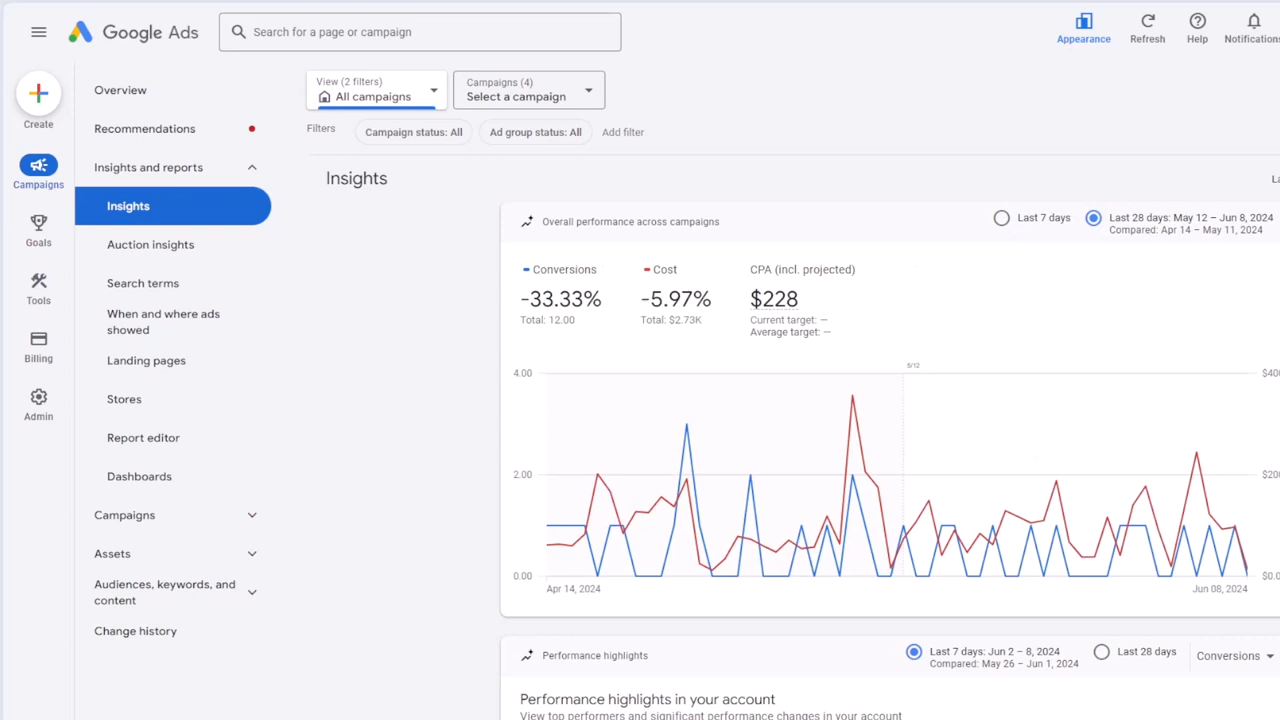 Google Ads
Search for a page or campaign
Appearance
Refresh
Help
Notifications
Create
Campaigns
Goals
Tools
Billing
Admin
Overview
Recommendations
Insights and reports
Insights
Auction insights
Search terms
When and where ads
showed
Landing pages
Stores
Report editor
Dashboards
Campaigns
Assets
Audiences, keywords, and
content
Change history
View (2 filters)
All campaigns
Campaigns (4)
Select a campaign
Filters
Campaign status: All
Ad group status: All
Add filter
Insights
La
Overall performance across campaigns
Last 7 days
Last 28 days: May 12 – Jun 8, 2024
Compared: Apr 14 – May 11, 2024
Conversions
-33.33%
Total: 12.00
Cost
-5.97%
Total: $2.73K
CPA (incl. projected)
$228
Current target: —
Average target: —
5/12
4.00
2.00
0.00
$400
$200
$0.0
Apr 14, 2024
Jun 08, 2024
Performance highlights
Last 7 days: Jun 2 – 8, 2024
Compared: May 26 – Jun 1, 2024
Last 28 days
Conversions
Performance highlights in your account
View top performers and significant performance changes in your account